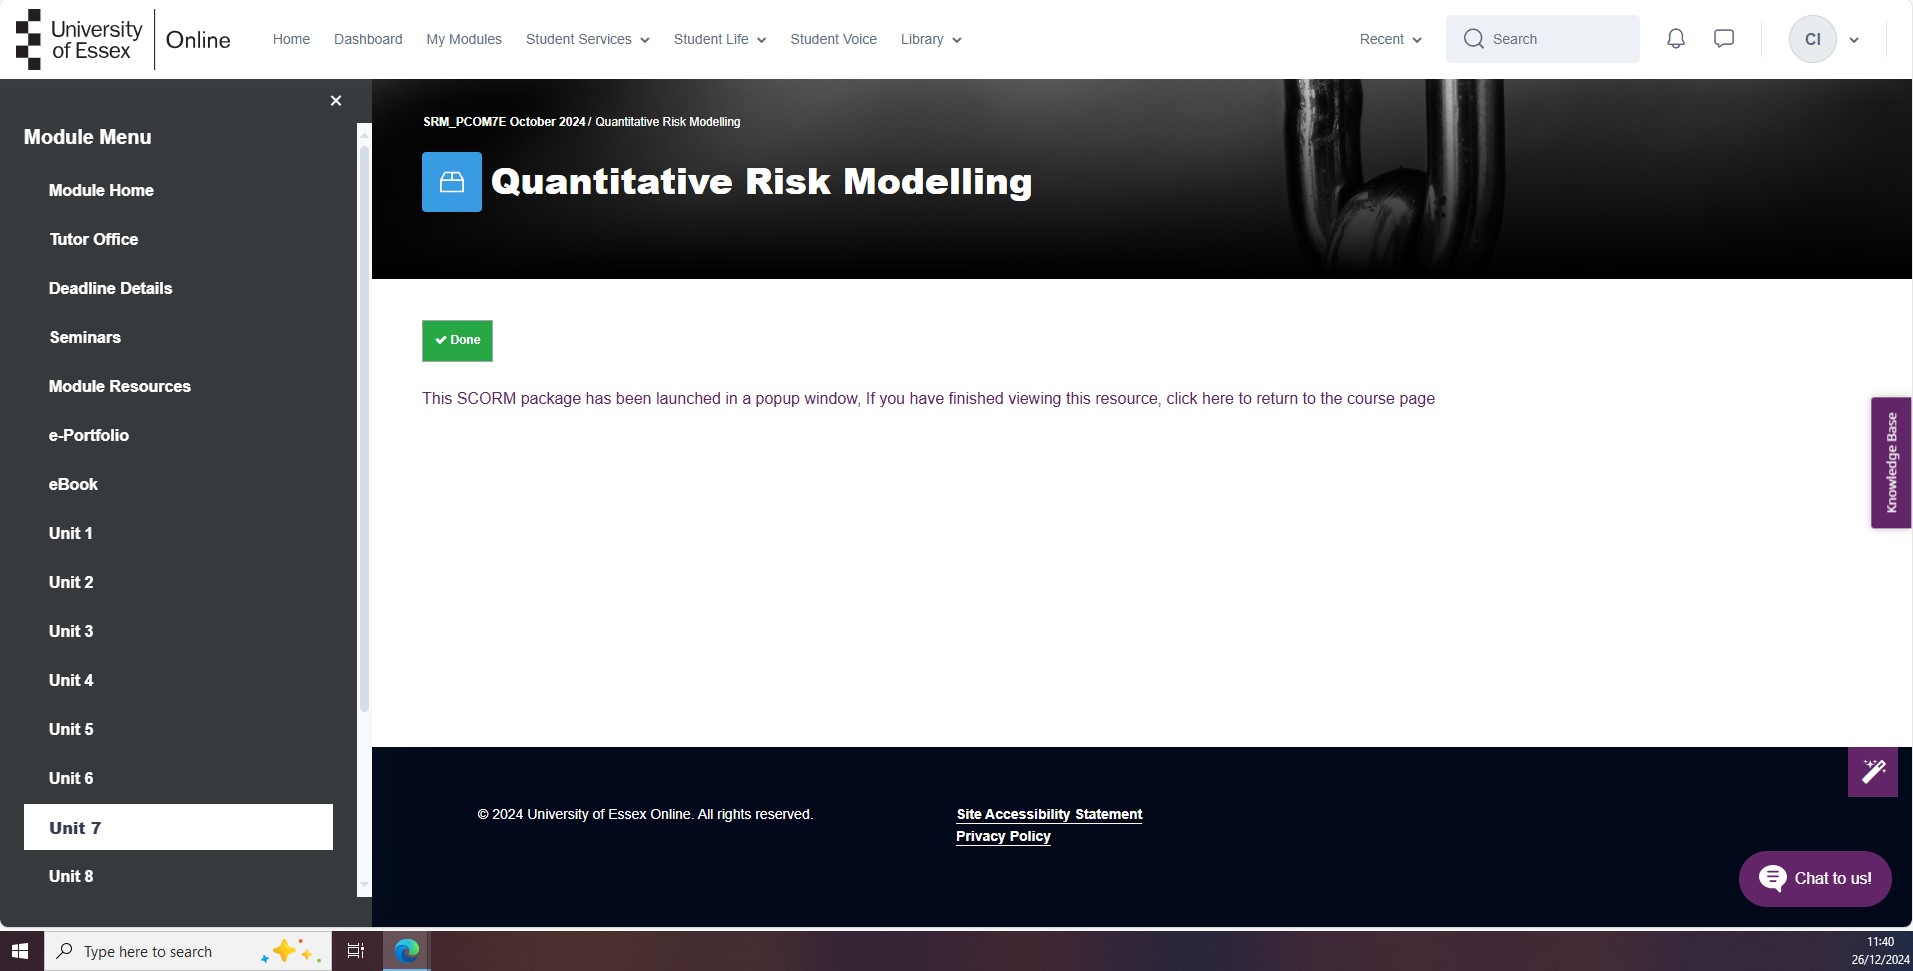 University
of Essex
Online
Home
Dashboard
My Modules
Student Services
Student Life
Student Voice
Library
Recent
Search
CI
Module Menu
Module Home
Tutor Office
Deadline Details
Seminars
Module Resources
e-Portfolio
eBook
Unit 1
Unit 2
Unit 3
Unit 4
Unit 5
Unit 6
Unit 7
Unit 8
SRM_PCOM7E October 2024 / Quantitative Risk Modelling
Quantitative Risk Modelling
Done
This SCORM package has been launched in a popup window, If you have finished viewing this resource, click here to return to the course page
Knowledge Base
© 2024 University of Essex Online. All rights reserved.
Site Accessibility Statement
Privacy Policy
Chat to us!
Type here to search
11:40
26/12/2024